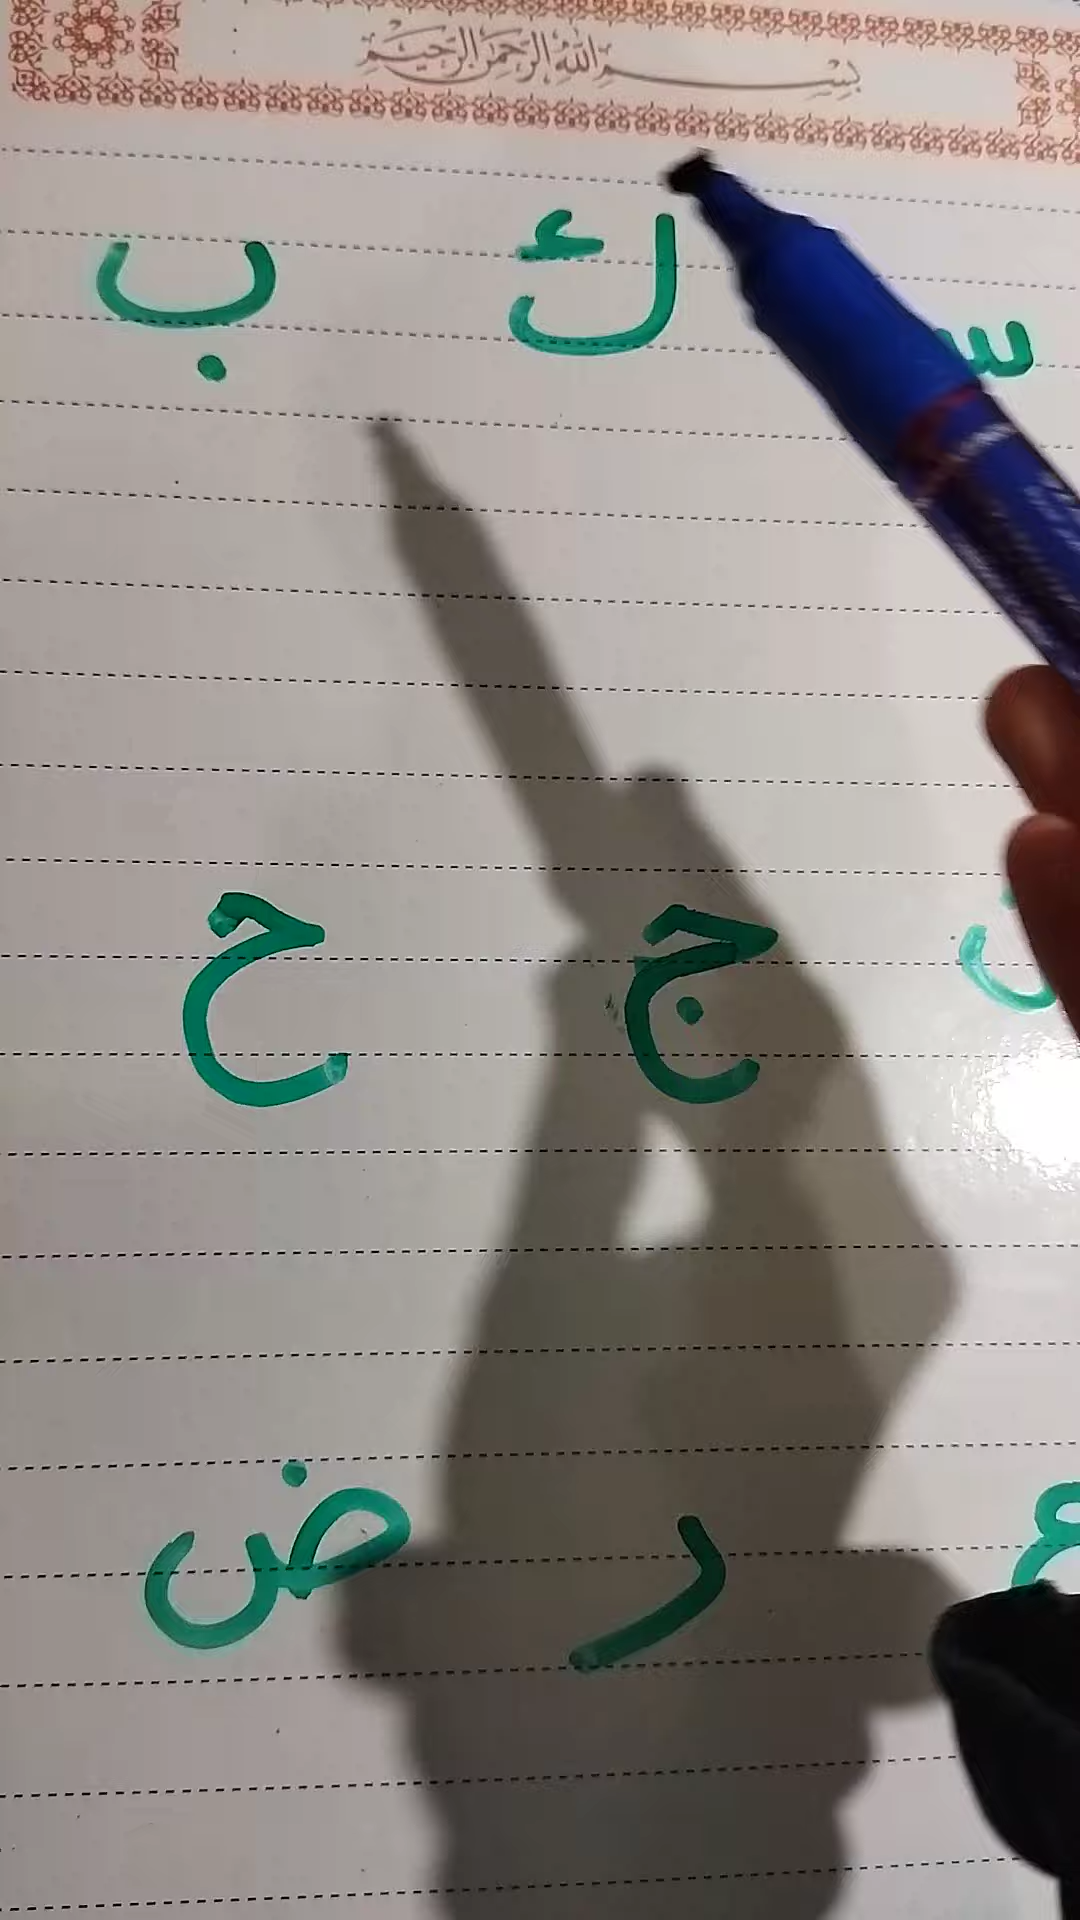 بسم الله الرحمن الرحيم
س ك ب
ج ح
ر ض